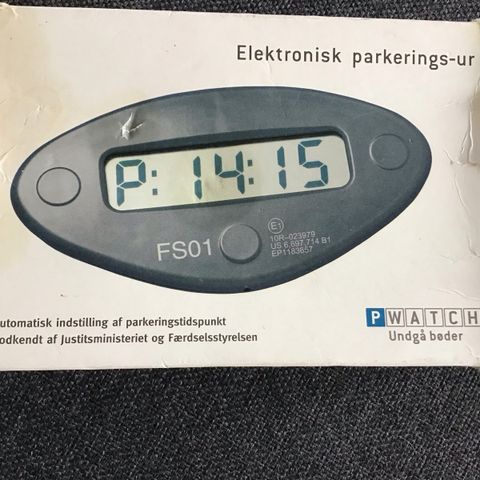 Elektronisk parkerings-ur
P: 14:15
FS01
E1
10R-023979
US 6,697,714 B1
EP1183657
utomatisk indstilling af parkeringstidspunkt
odkendt af Justitsministeriet og Færdselsstyrelsen
PWATCH
Undgå bøder